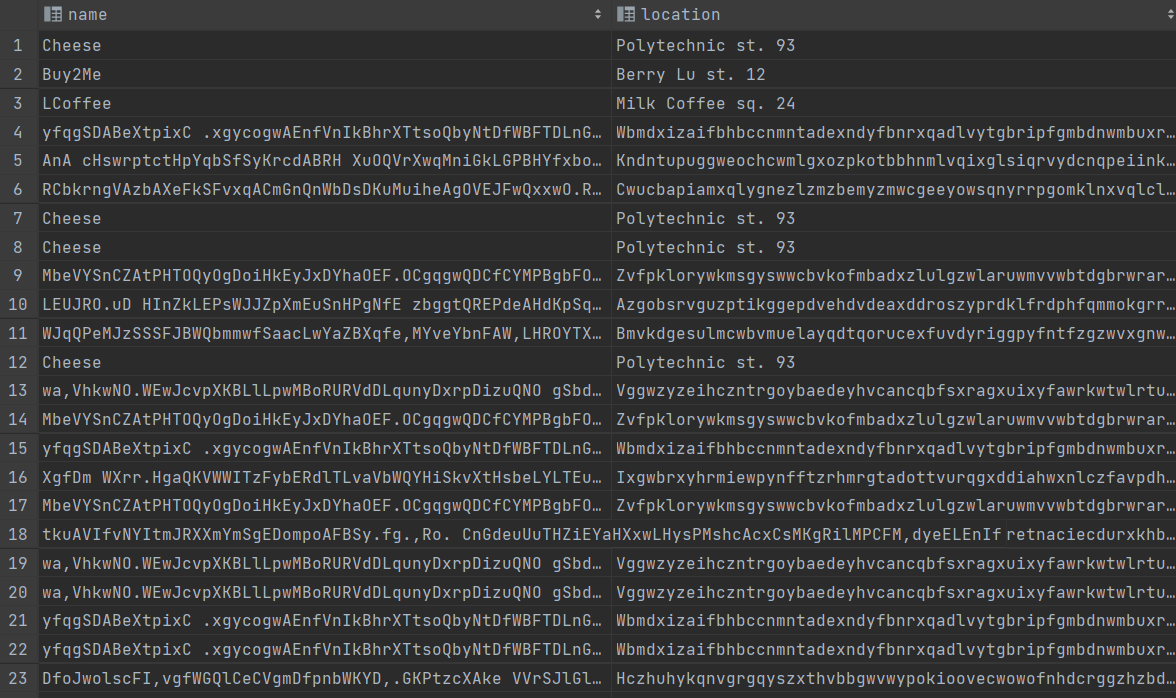 name location
1 Cheese Polytechnic st. 93
2 Buy2Me Berry Lu st. 12
3 LCoffee Milk Coffee sq. 24
4 yfqgSDABeXtpixC .xgycogwAEnfVnIkBhrXTtsoQbyNtDfWBFTDLnG… Wbmdxizaifbhbccnmntadexndyfbnrxqadlvytgbripfgmbdnwmbuxr…
5 AnA cHswrptctHpYqbSfSyKrcdABRH XuOQVrXwqMniGkLGPBHYfxbo… Kndntupuggweochcwmlgxozpkotbbhnmlvqixglsiqrvydcnqpeiink…
6 RCbkrngVAzbAXeFkSFvxqACmGnQnWbDsDKuMuiheAgOVEJFwQxxwO.R… Cwucbapiamxqlygnezlzmzbemyzmwcgeeyowsqnyrrpgomklnxvqlcl…
7 Cheese Polytechnic st. 93
8 Cheese Polytechnic st. 93
9 MbeVYSnCZAtPHTOQyOgDoiHkEyJxDYhaOEF.OCgqgwQDCfCYMPBgbFO… Zvfpklorywkmsgyswwcbvkofmbadxzlulgzwlaruwmvvwbtdgbrwrar…
10 LEUJRO.uD HInZkLEPsWJJZpXmEuSnHPgNfE zbggtQREPdeAHdKpSq… Azgobsrvguzptikggepdvehdvdeaxddroszyprdklfrdphfqmmokgrr…
11 WJqQPeMJzSSSFJBWQbmmwfSaacLwYaZBXqfe,MYveYbnFAW,LHROYTX… Bmvkdgesulmcwbvmuelayqdtqorucexfuvdyriggpyfntfzgzwvxgnw…
12 Cheese Polytechnic st. 93
13 wa,VhkwNO.WEwJcvpXKBLlLpwMBoRURVdDLqunyDxrpDizuQNO gSbd… Vggwzyzeihczntrgoybaedeyhvcancqbfsxragxuixyfawrkwtwlrtu…
14 MbeVYSnCZAtPHTOQyOgDoiHkEyJxDYhaOEF.OCgqgwQDCfCYMPBgbFO… Zvfpklorywkmsgyswwcbvkofmbadxzlulgzwlaruwmvvwbtdgbrwrar…
15 yfqgSDABeXtpixC .xgycogwAEnfVnIkBhrXTtsoQbyNtDfWBFTDLnG… Wbmdxizaifbhbccnmntadexndyfbnrxqadlvytgbripfgmbdnwmbuxr…
16 XgfDm WXrr.HgaQKVWWITzFybERdlTLvaVbWQYHiSkvXtHsbeLYLTEu… Ixgwbrxyhrmiewpynfftzrhmrgtadottvurqgxddiahwxnlczfavpdh…
17 MbeVYSnCZAtPHTOQyOgDoiHkEyJxDYhaOEF.OCgqgwQDCfCYMPBgbFO… Zvfpklorywkmsgyswwcbvkofmbadxzlulgzwlaruwmvvwbtdgbrwrar…
18 tkuAVIfvNYItmJRXXmYmSgEDompoAFBSy.fg.,Ro. CnGdeuUuTHZiEYaHXxwLHysPMshcAcxCsMKgRilMPCFM,dyeELEnIf retnaciecdurxkhb…
19 wa,VhkwNO.WEwJcvpXKBLlLpwMBoRURVdDLqunyDxrpDizuQNO gSbd… Vggwzyzeihczntrgoybaedeyhvcancqbfsxragxuixyfawrkwtwlrtu…
20 wa,VhkwNO.WEwJcvpXKBLlLpwMBoRURVdDLqunyDxrpDizuQNO gSbd… Vggwzyzeihczntrgoybaedeyhvcancqbfsxragxuixyfawrkwtwlrtu…
21 yfqgSDABeXtpixC .xgycogwAEnfVnIkBhrXTtsoQbyNtDfWBFTDLnG… Wbmdxizaifbhbccnmntadexndyfbnrxqadlvytgbripfgmbdnwmbuxr…
22 yfqgSDABeXtpixC .xgycogwAEnfVnIkBhrXTtsoQbyNtDfWBFTDLnG… Wbmdxizaifbhbccnmntadexndyfbnrxqadlvytgbripfgmbdnwmbuxr…
23 DfoJwolscFI,vgfWGQlCeCVgmDfpnbWKYD,.GKPtzcXAke VVrSJlGl… Hczhuhykqnvgrgqyszxthvbbgwvwypokioovecwowofnhdcrggzhzbd…